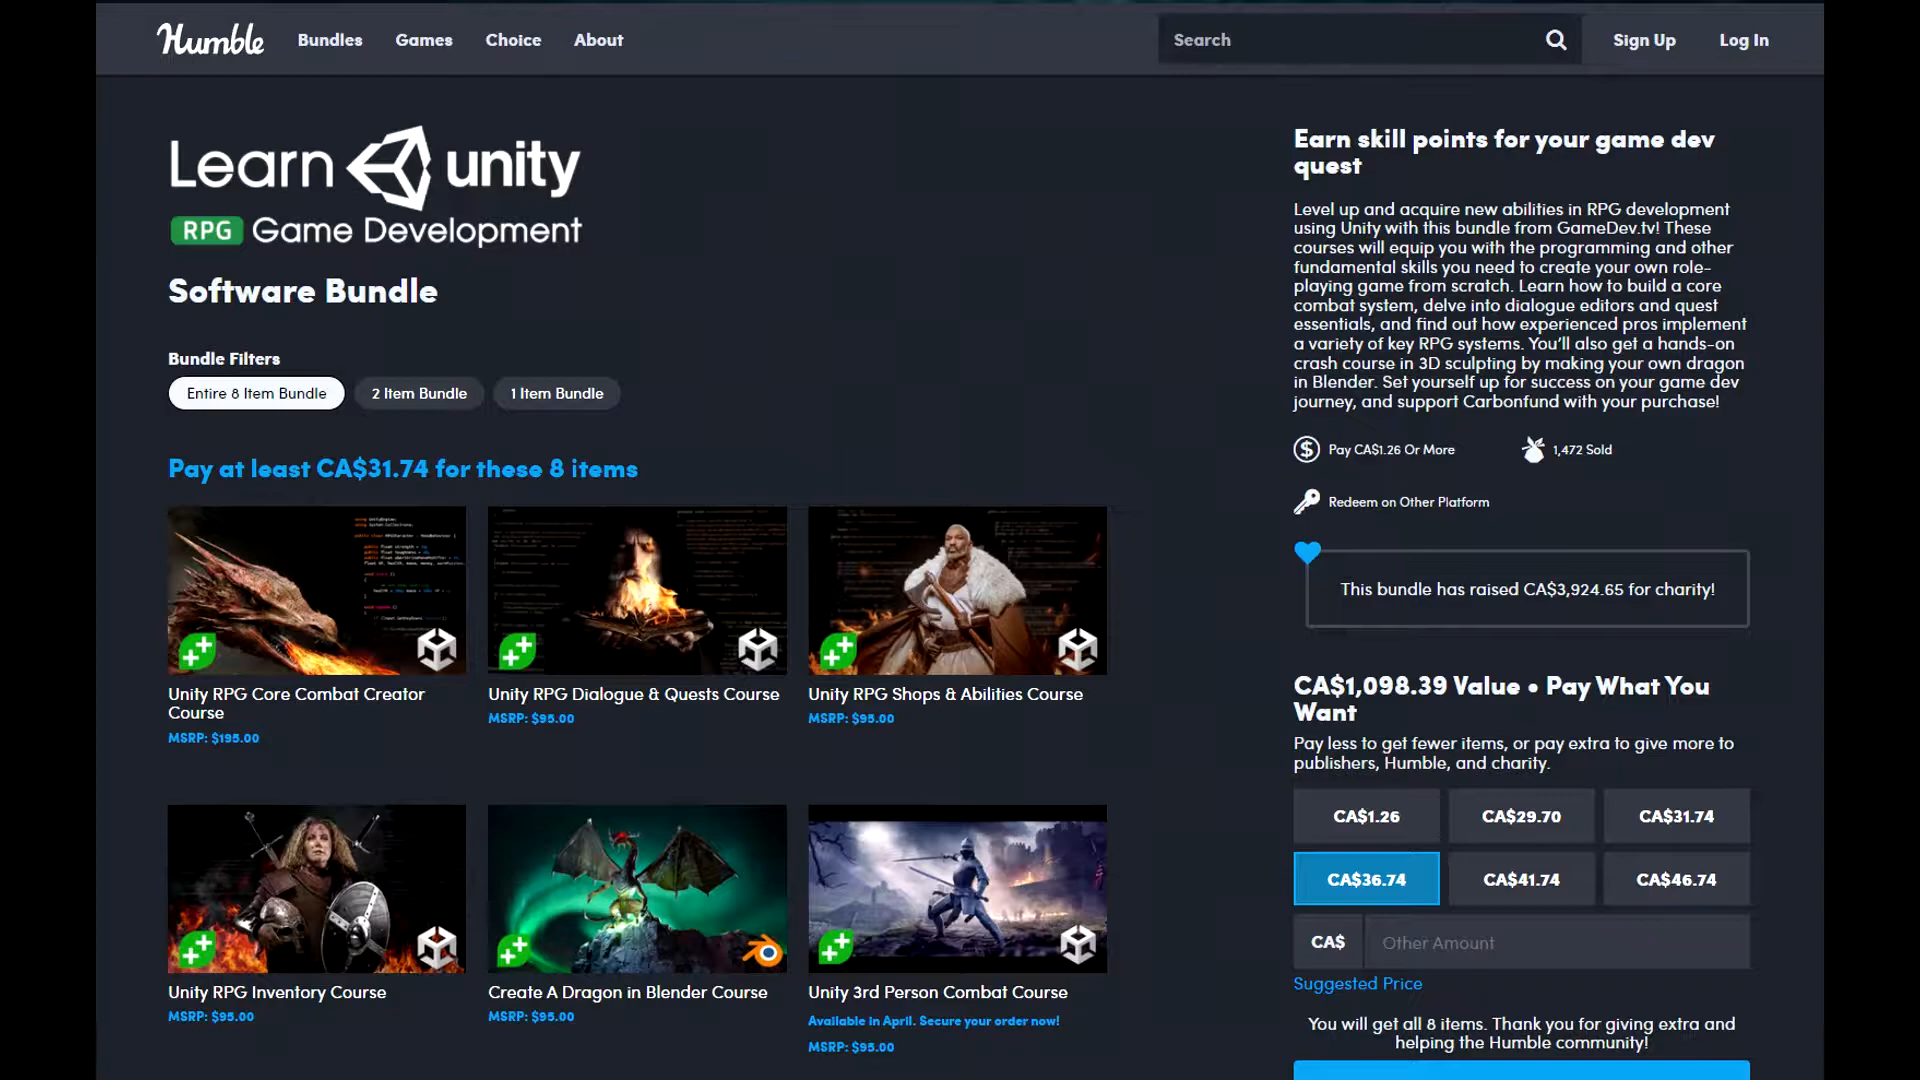 Humble
Bundles
Games
Choice
About
Search
Sign Up
Log In
Learn unity
RPG Game Development
Software Bundle
Bundle Filters
Entire 8 Item Bundle
2 Item Bundle
1 Item Bundle
Pay at least CA$31.74 for these 8 items
Unity RPG Core Combat Creator
Course
MSRP: $195.00
Unity RPG Dialogue & Quests Course
MSRP: $95.00
Unity RPG Shops & Abilities Course
MSRP: $95.00
Unity RPG Inventory Course
MSRP: $95.00
Create A Dragon in Blender Course
MSRP: $95.00
Unity 3rd Person Combat Course
Available in April. Secure your order now!
MSRP: $95.00
Earn skill points for your game dev
quest
Level up and acquire new abilities in RPG development
using Unity with this bundle from GameDev.tv! These
courses will equip you with the programming and other
fundamental skills you need to create your own role-
playing game from scratch. Learn how to build a core
combat system, delve into dialogue editors and quest
essentials, and find out how experienced pros implement
a variety of key RPG systems. You'll also get a hands-on
crash course in 3D sculpting by making your own dragon
in Blender. Set yourself up for success on your game dev
journey, and support Carbonfund with your purchase!
Pay CA$1.26 Or More
1,472 Sold
Redeem on Other Platform
This bundle has raised CA$3,924.65 for charity!
CA$1,098.39 Value • Pay What You
Want
Pay less to get fewer items, or pay extra to give more to
publishers, Humble, and charity.
CA$1.26
CA$29.70
CA$31.74
CA$36.74
CA$41.74
CA$46.74
CA$
Other Amount
Suggested Price
You will get all 8 items. Thank you for giving extra and
helping the Humble community!